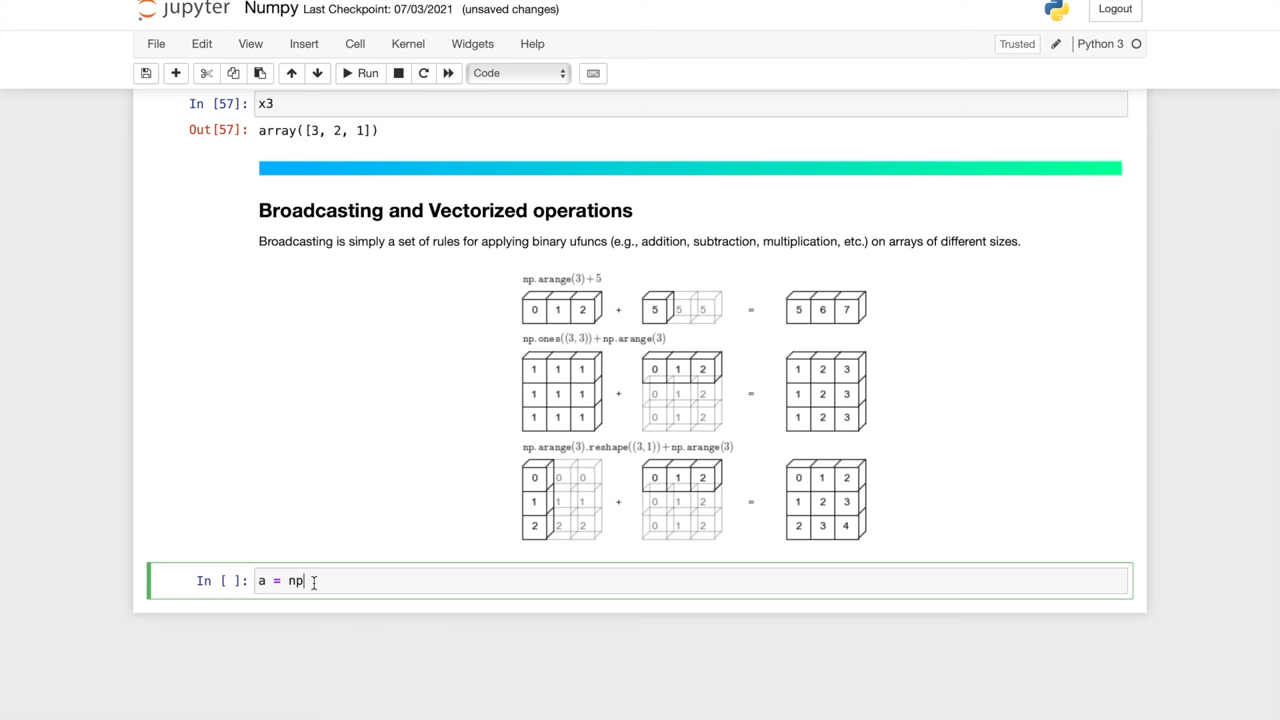 jupyter Numpy Last Checkpoint: 07/03/2021 (unsaved changes) Logout
File Edit View Insert Cell Kernel Widgets Help Trusted Python 3
Run Code
In [57]: x3
Out[57]: array([3, 2, 1])
Broadcasting and Vectorized operations
Broadcasting is simply a set of rules for applying binary ufuncs (e.g., addition, subtraction, multiplication, etc.) on arrays of different sizes.
np.arange(3)+5
0 1 2 + 5 5 5 = 5 6 7
np.ones((3,3))+np.arange(3)
1 1 1 0 1 2 1 2 3
1 1 1 + 0 1 2 = 1 2 3
1 1 1 0 1 2 1 2 3
np.arange(3).reshape((3,1))+np.arange(3)
0 0 0 0 1 2 0 1 2
1 1 1 + 0 1 2 = 1 2 3
2 2 2 0 1 2 2 3 4
In [ ]: a = np